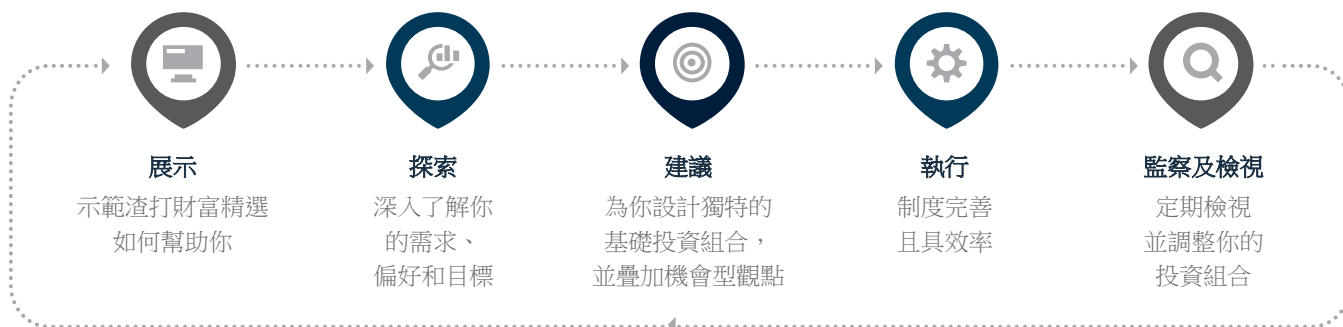 展示
示範渣打財富精選
如何幫助你
探索
深入了解你
的需求、
偏好和目標
建議
為你設計獨特的
基礎投資組合，
並疊加機會型觀點
執行
制度完善
且具效率
監察及檢視
定期檢視
並調整你的
投資組合